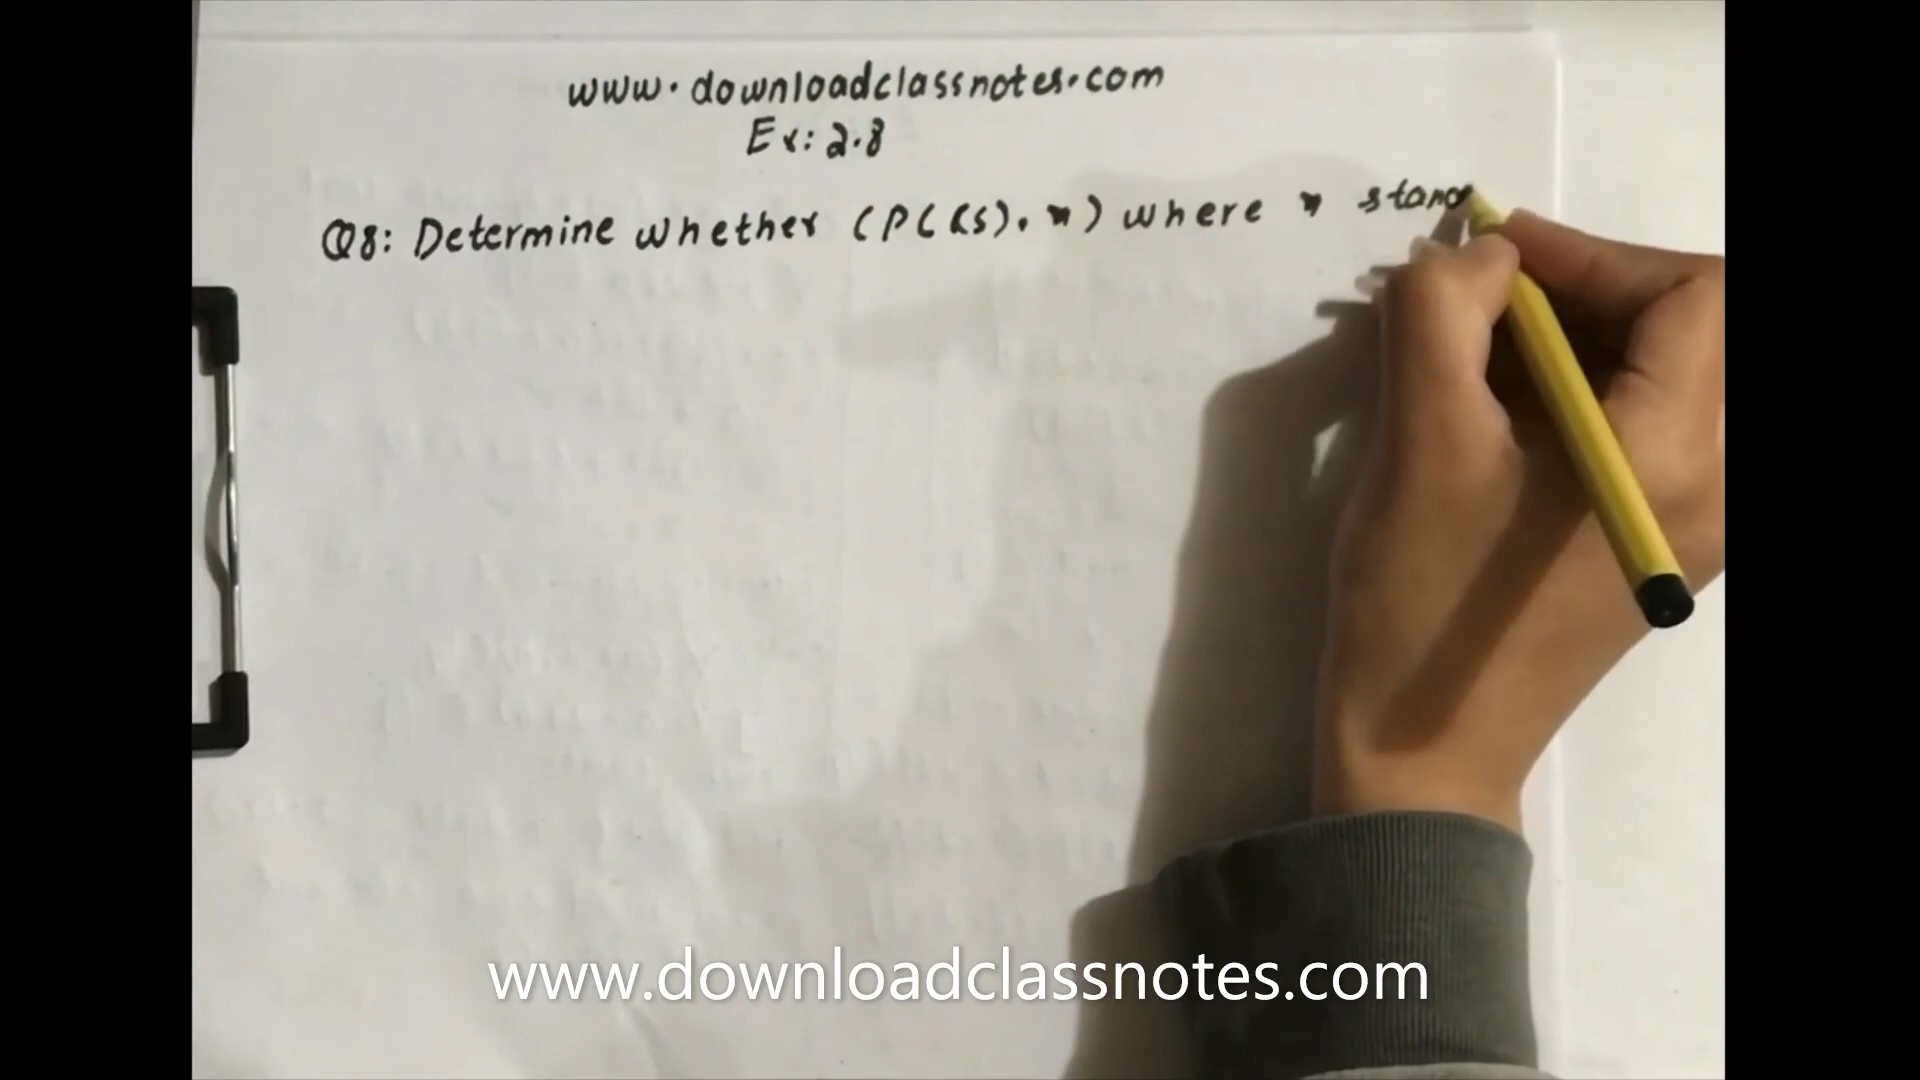 www.downloadclassnotes.com
Ex: 2.8
Q8: Determine whether (P(S), *) where * stand
www.downloadclassnotes.com